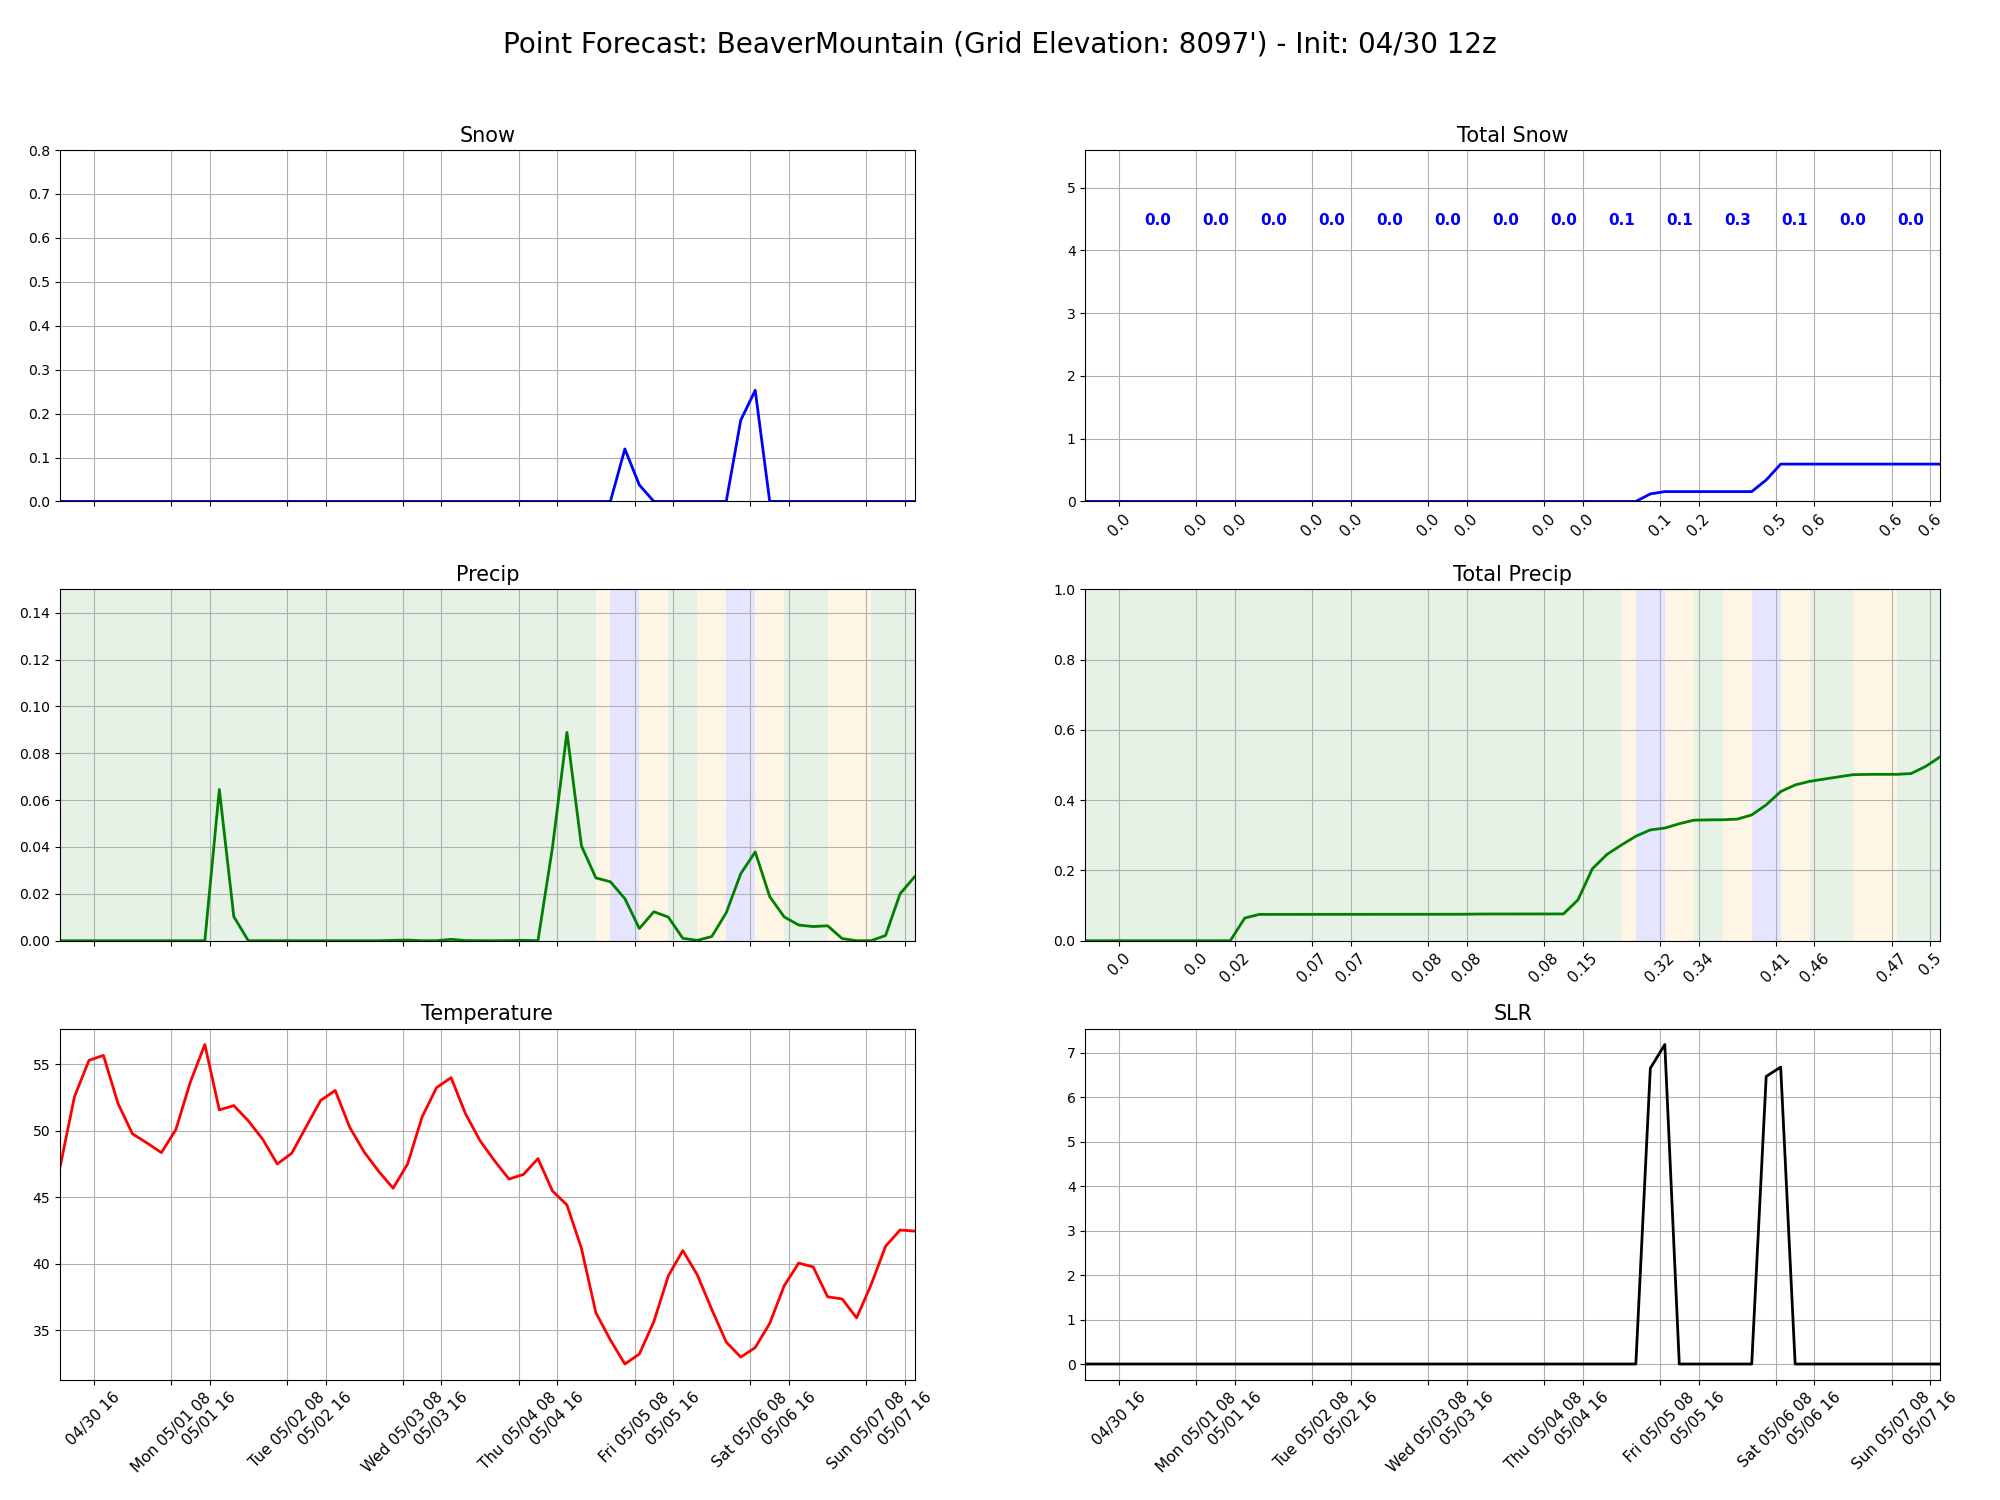 Point Forecast: BeaverMountain (Grid Elevation: 8097') - Init: 04/30 12z
Snow
0.8
0.7
0.6
0.5
0.4
0.3
0.2
0.1
0.0
Total Snow
5
4
3
2
1
0
0.0 0.0 0.0 0.0 0.0 0.0 0.0 0.0 0.1 0.1 0.3 0.1 0.0 0.0
0.0 0.0 0.0 0.0 0.0 0.0 0.0 0.0 0.0 0.1 0.2 0.5 0.6 0.6 0.6
Precip
0.14
0.12
0.10
0.08
0.06
0.04
0.02
0.00
Total Precip
1.0
0.8
0.6
0.4
0.2
0.0
0.0 0.0 0.02 0.07 0.07 0.08 0.08 0.08 0.15 0.32 0.34 0.41 0.46 0.47 0.5
Temperature
55
50
45
40
35
04/30 16
Mon 05/01 08
05/01 16
Tue 05/02 08
05/02 16
Wed 05/03 08
05/03 16
Thu 05/04 08
05/04 16
Fri 05/05 08
05/05 16
Sat 05/06 08
05/06 16
Sun 05/07 08
05/07 16
SLR
7
6
5
4
3
2
1
0
04/30 16
Mon 05/01 08
05/01 16
Tue 05/02 08
05/02 16
Wed 05/03 08
05/03 16
Thu 05/04 08
05/04 16
Fri 05/05 08
05/05 16
Sat 05/06 08
05/06 16
Sun 05/07 08
05/07 16